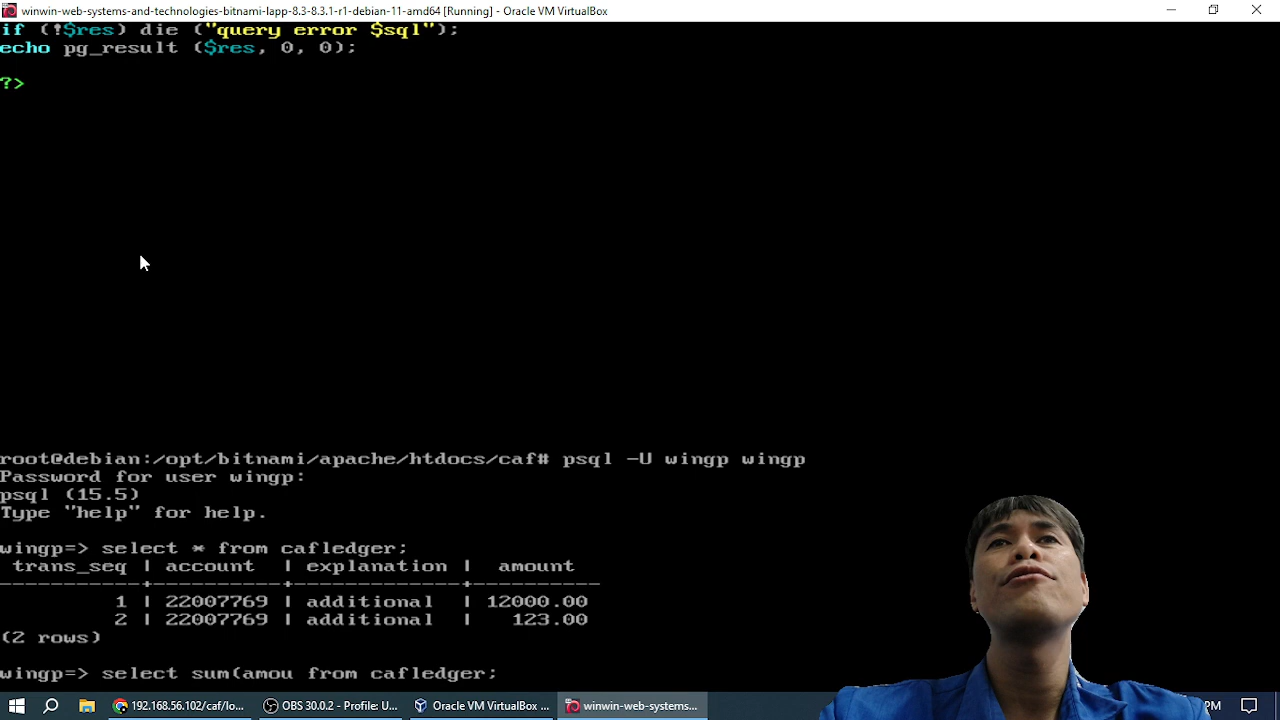 winwin-web-systems-and-technologies-bitnami-lapp-8.3-8.3.1-r1-debian-11-amd64 [Running] - Oracle VM VirtualBox
if (!$res) die ("query error $sql");
echo pg_result ($res, 0, 0);
?>
root@debian:/opt/bitnami/apache/htdocs/caf# psql -U wingp wingp
Password for user wingp:
psql (15.5)
Type "help" for help.
wingp=> select * from cafledger;
trans_seq | account | explanation | amount
-----------+----------+-------------+----------
1 | 22007769 | additional | 12000.00
2 | 22007769 | additional | 123.00
(2 rows)
wingp=> select sum(amou from cafledger;
192.168.56.102/caf/lo... OBS 30.0.2 - Profile: U... Oracle VM VirtualBox ... winwin-web-systems... PM